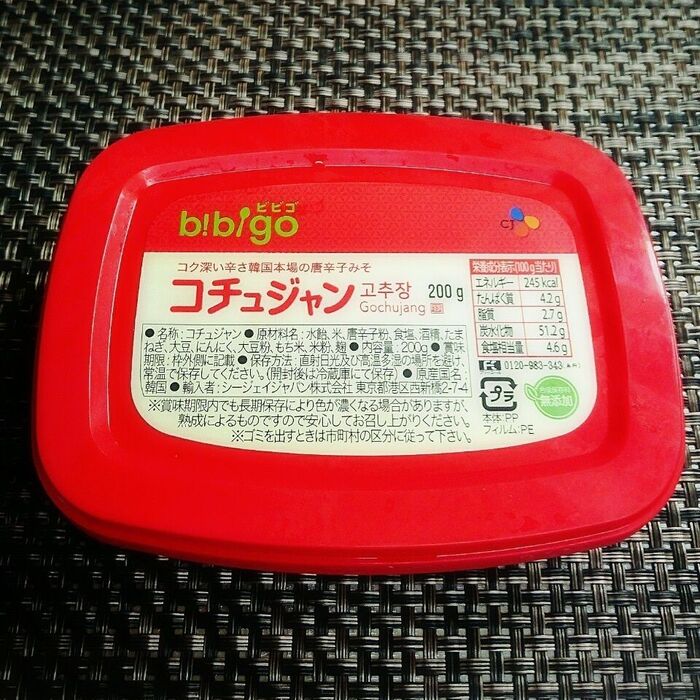 ビビゴ
b!b!go
CJ
コク深い辛さ韓国本場の唐辛子みそ
コチュジャン 고추장 Gochujang 200g
栄養成分表示(100g当たり)
エネルギー 245kcal
たんぱく質 4.2g
脂質 2.7g
炭水化物 51.2g
食塩相当量 4.6g
0120-983-343
●名称:コチュジャン●原材料名:水飴、米、唐辛子粉、食塩、酒精、たま
ねぎ、大豆、にんにく、大豆粉、もち米、米粉、麹●内容量:200g●賞味
期限:枠外側に記載●保存方法:直射日光及び高温多湿の場所を避け、
常温で保存してください。(開封後は冷蔵庫にて保存)●原産国名:
韓国●輸入者:シージェイジャパン株式会社 東京都港区西新橋2-7-4
※賞味期限内でも長期保存により色が濃くなる場合がありますが、
熟成によるものですので安心してお召し上がりください。
※ゴミを出すときは市町村の区分に従って下さい。
プラ
本体:PP
フィルム:PE
合成保存料
無添加